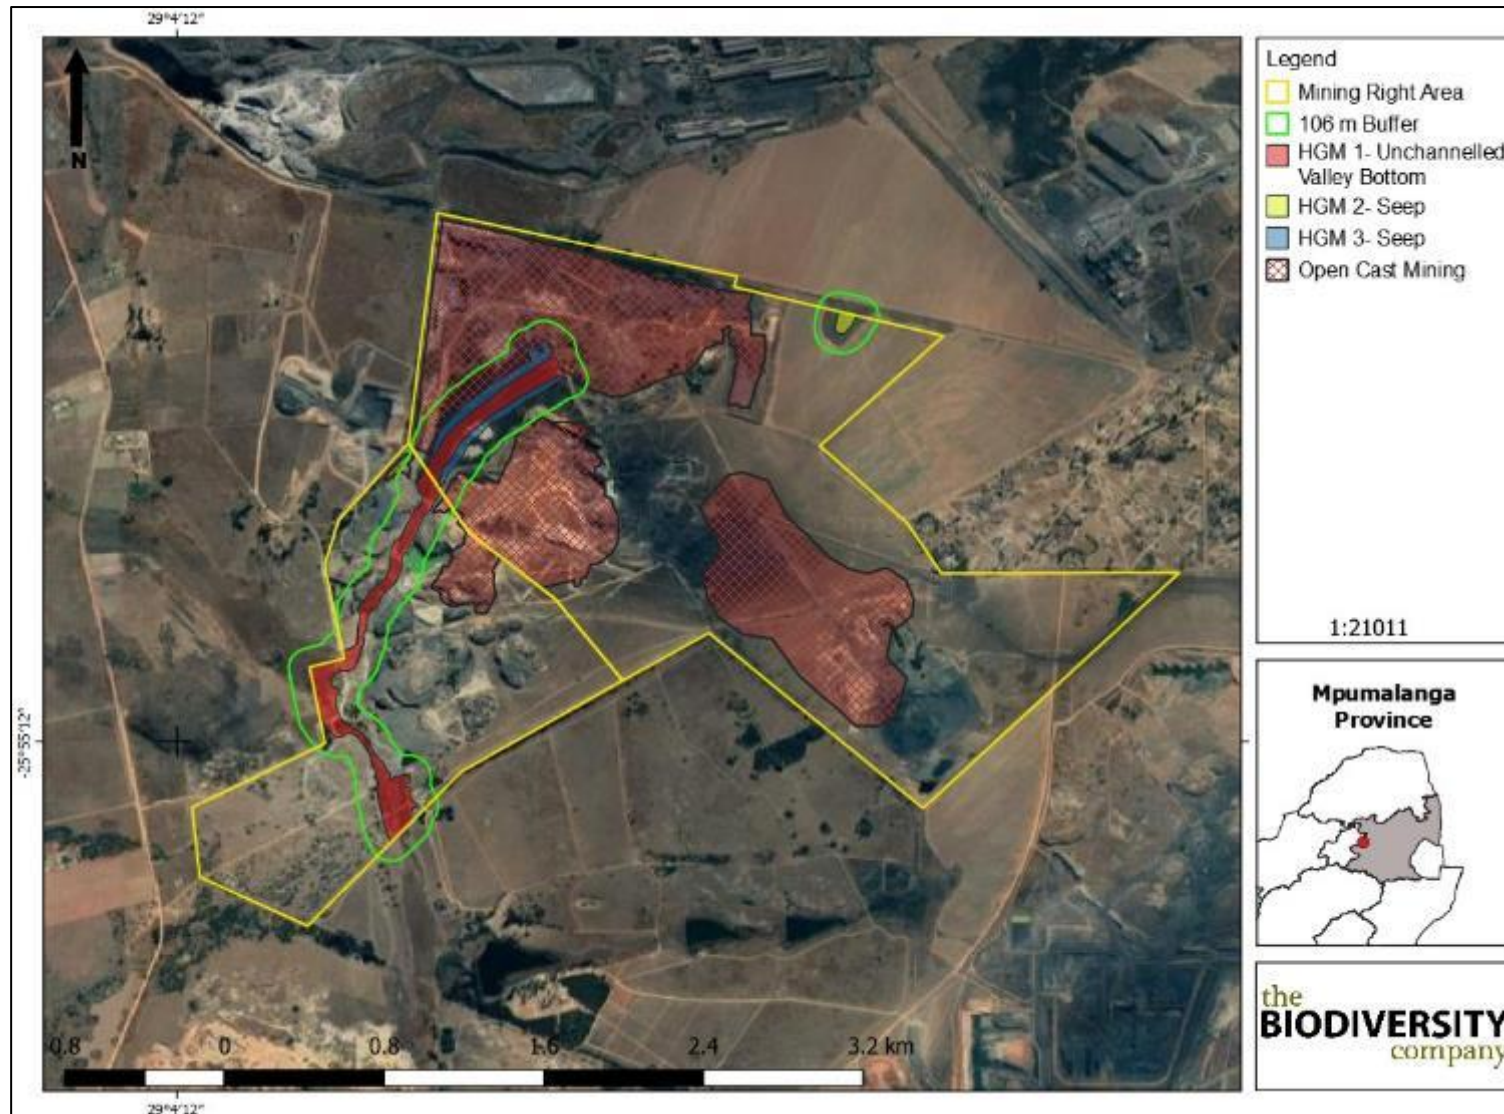 29°4'12"
N
-25°55'12"
0.8 0 0.8 1.6 2.4 3.2 km
29°4'12"
Legend
Mining Right Area
106 m Buffer
HGM 1- Unchannelled
Valley Bottom
HGM 2- Seep
HGM 3- Seep
Open Cast Mining
1:21011
Mpumalanga
Province
the
BIODIVERSITY
company